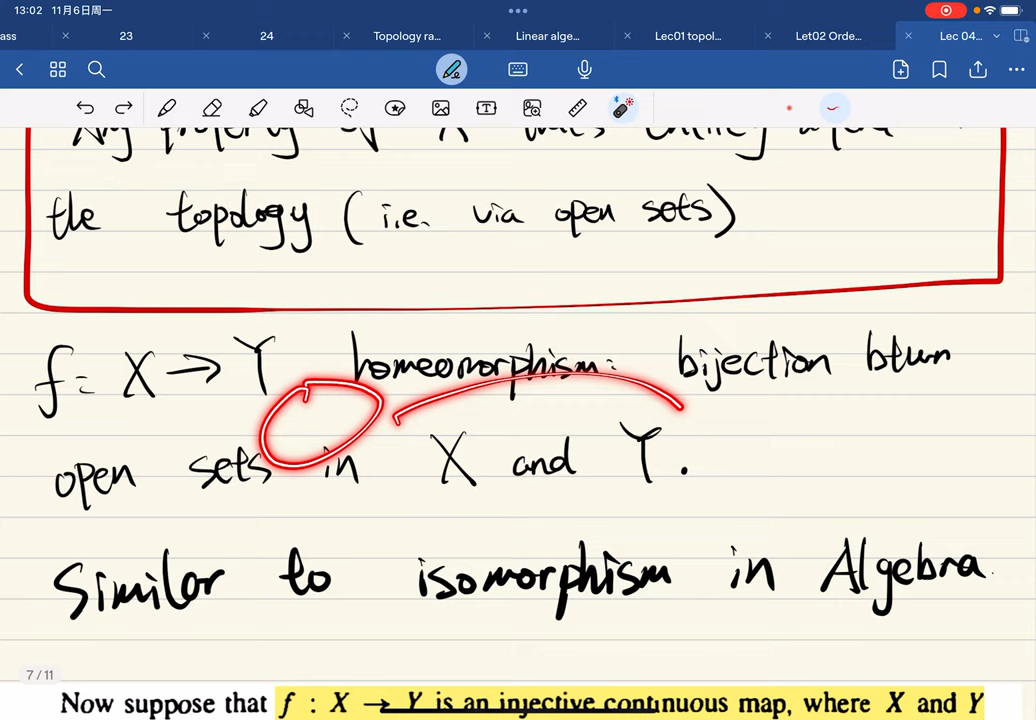 13:02 11月6日周一
ass 23 24 Topology ra... Linear alge... Lec01 topol... Let02 Orde... Lec 04...
the topology (i.e. via open sets)
f: X → Y homeomorphism: bijection btwn
open sets in X and Y.
Similar to isomorphism in Algebra.
7 / 11
Now suppose that f : X → Y is an injective continuous map, where X and Y